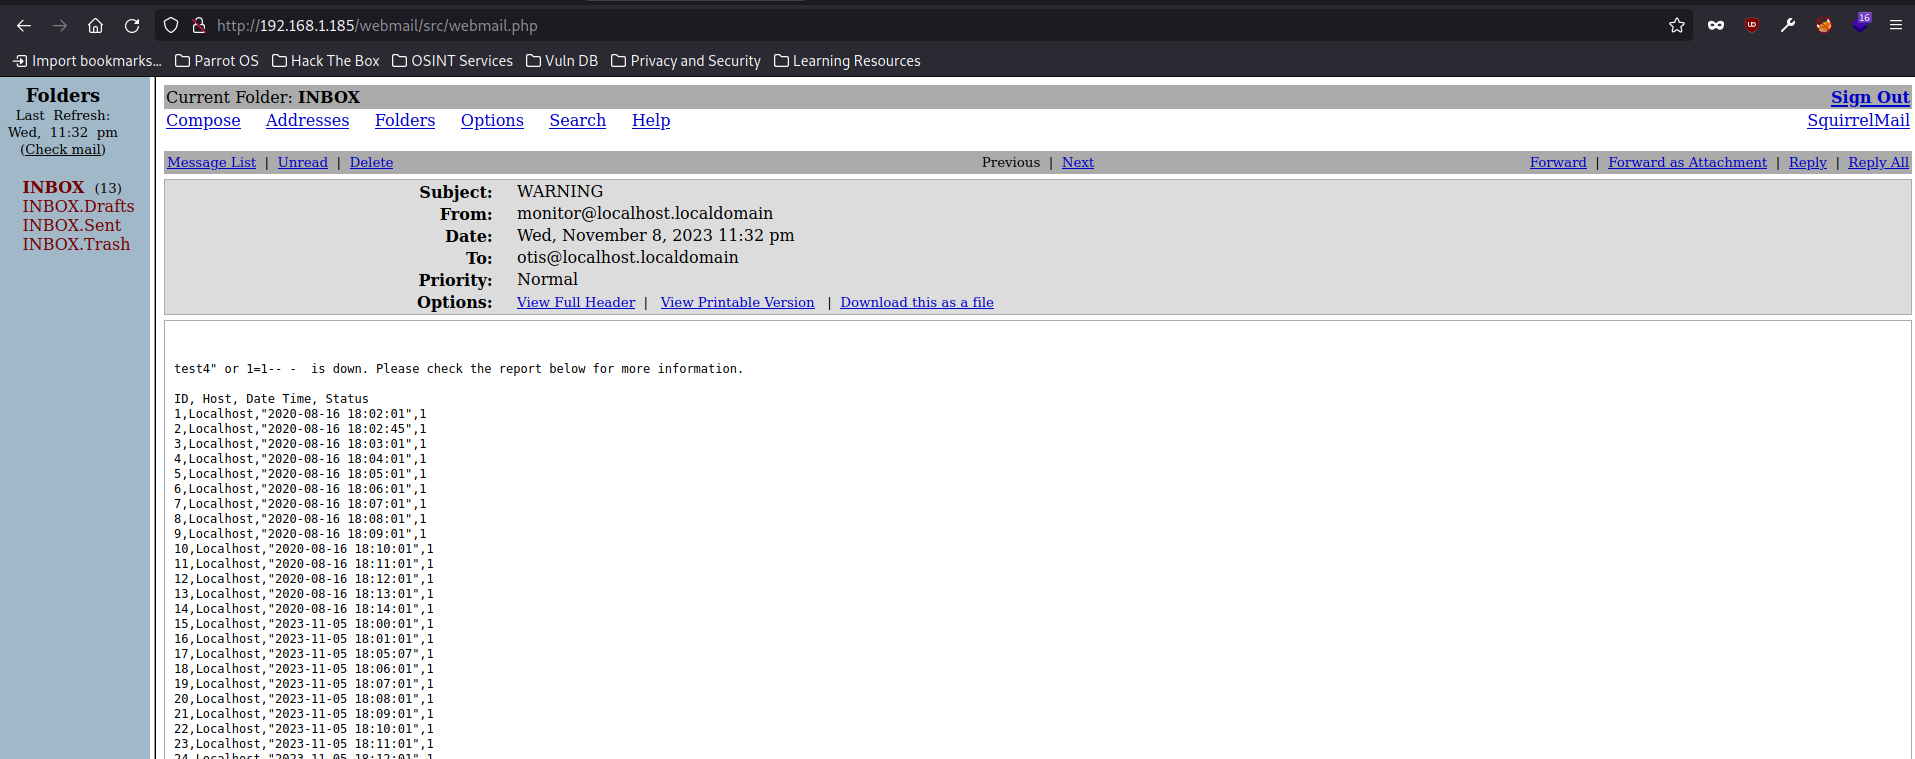 http://192.168.1.185/webmail/src/webmail.php
16
Import bookmarks... Parrot OS Hack The Box OSINT Services Vuln DB Privacy and Security Learning Resources
Folders
Last Refresh:
Wed, 11:32 pm
(Check mail)
INBOX (13)
INBOX.Drafts
INBOX.Sent
INBOX.Trash
Current Folder: INBOX Sign Out
Compose Addresses Folders Options Search Help SquirrelMail
Message List | Unread | Delete Previous | Next Forward | Forward as Attachment | Reply | Reply All
Subject: WARNING
From: monitor@localhost.localdomain
Date: Wed, November 8, 2023 11:32 pm
To: otis@localhost.localdomain
Priority: Normal
Options: View Full Header | View Printable Version | Download this as a file
test4" or 1=1-- -  is down. Please check the report below for more information.
ID, Host, Date Time, Status
1,Localhost,"2020-08-16 18:02:01",1
2,Localhost,"2020-08-16 18:02:45",1
3,Localhost,"2020-08-16 18:03:01",1
4,Localhost,"2020-08-16 18:04:01",1
5,Localhost,"2020-08-16 18:05:01",1
6,Localhost,"2020-08-16 18:06:01",1
7,Localhost,"2020-08-16 18:07:01",1
8,Localhost,"2020-08-16 18:08:01",1
9,Localhost,"2020-08-16 18:09:01",1
10,Localhost,"2020-08-16 18:10:01",1
11,Localhost,"2020-08-16 18:11:01",1
12,Localhost,"2020-08-16 18:12:01",1
13,Localhost,"2020-08-16 18:13:01",1
14,Localhost,"2020-08-16 18:14:01",1
15,Localhost,"2023-11-05 18:00:01",1
16,Localhost,"2023-11-05 18:01:01",1
17,Localhost,"2023-11-05 18:05:07",1
18,Localhost,"2023-11-05 18:06:01",1
19,Localhost,"2023-11-05 18:07:01",1
20,Localhost,"2023-11-05 18:08:01",1
21,Localhost,"2023-11-05 18:09:01",1
22,Localhost,"2023-11-05 18:10:01",1
23,Localhost,"2023-11-05 18:11:01",1
24,Localhost,"2023-11-05 18:12:01",1